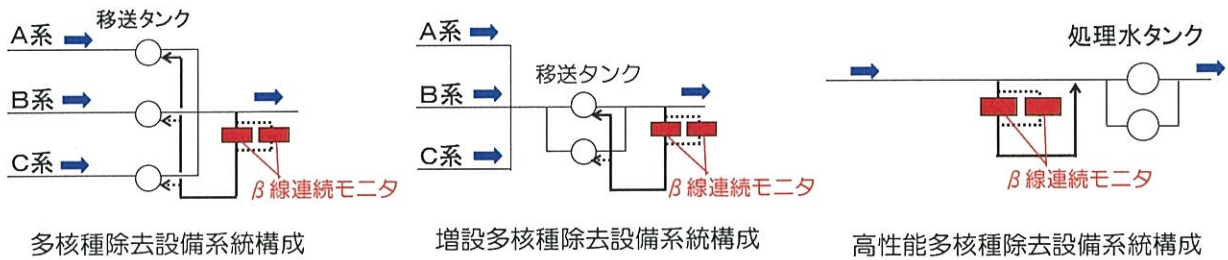 A系
移送タンク
B系
C系
β線連続モニタ
多核種除去設備系統構成
A系
移送タンク
B系
C系
β線連続モニタ
増設多核種除去設備系統構成
処理水タンク
β線連続モニタ
高性能多核種除去設備系統構成